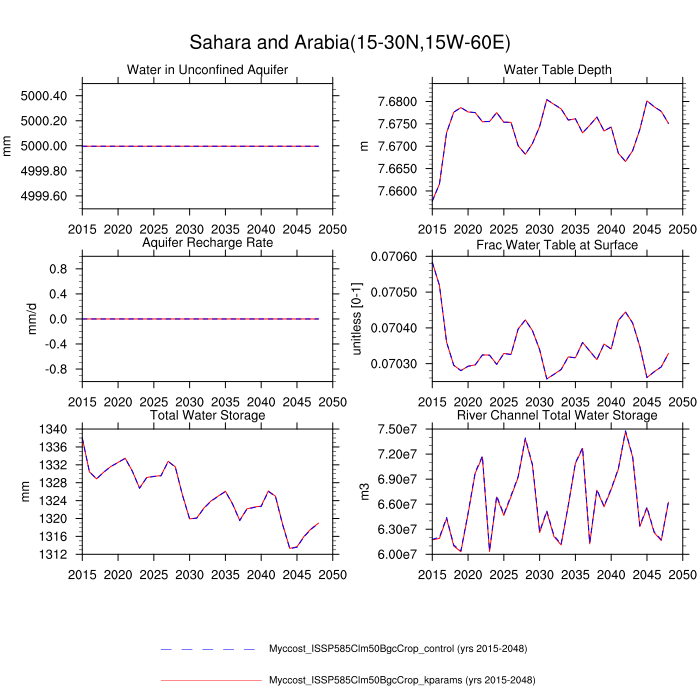 Sahara and Arabia(15-30N,15W-60E)
Water in Unconfined Aquifer
Water Table Depth
5000.40
5000.20
5000.00
4999.80
4999.60
mm
7.6800
7.6750
7.6700
7.6650
7.6600
m
2015 2020 2025 2030 2035 2040 2045 2050
2015 2020 2025 2030 2035 2040 2045 2050
Aquifer Recharge Rate
Frac Water Table at Surface
0.8
0.4
0.0
-0.4
-0.8
mm/d
0.07060
0.07050
0.07040
0.07030
unitless [0-1]
2015 2020 2025 2030 2035 2040 2045 2050
2015 2020 2025 2030 2035 2040 2045 2050
Total Water Storage
River Channel Total Water Storage
1340
1336
1332
1328
1324
1320
1316
1312
mm
7.50e7
7.20e7
6.90e7
6.60e7
6.30e7
6.00e7
m3
2015 2020 2025 2030 2035 2040 2045 2050
2015 2020 2025 2030 2035 2040 2045 2050
Myccost_ISSP585Clm50BgcCrop_control (yrs 2015-2048)
Myccost_ISSP585Clm50BgcCrop_kparams (yrs 2015-2048)